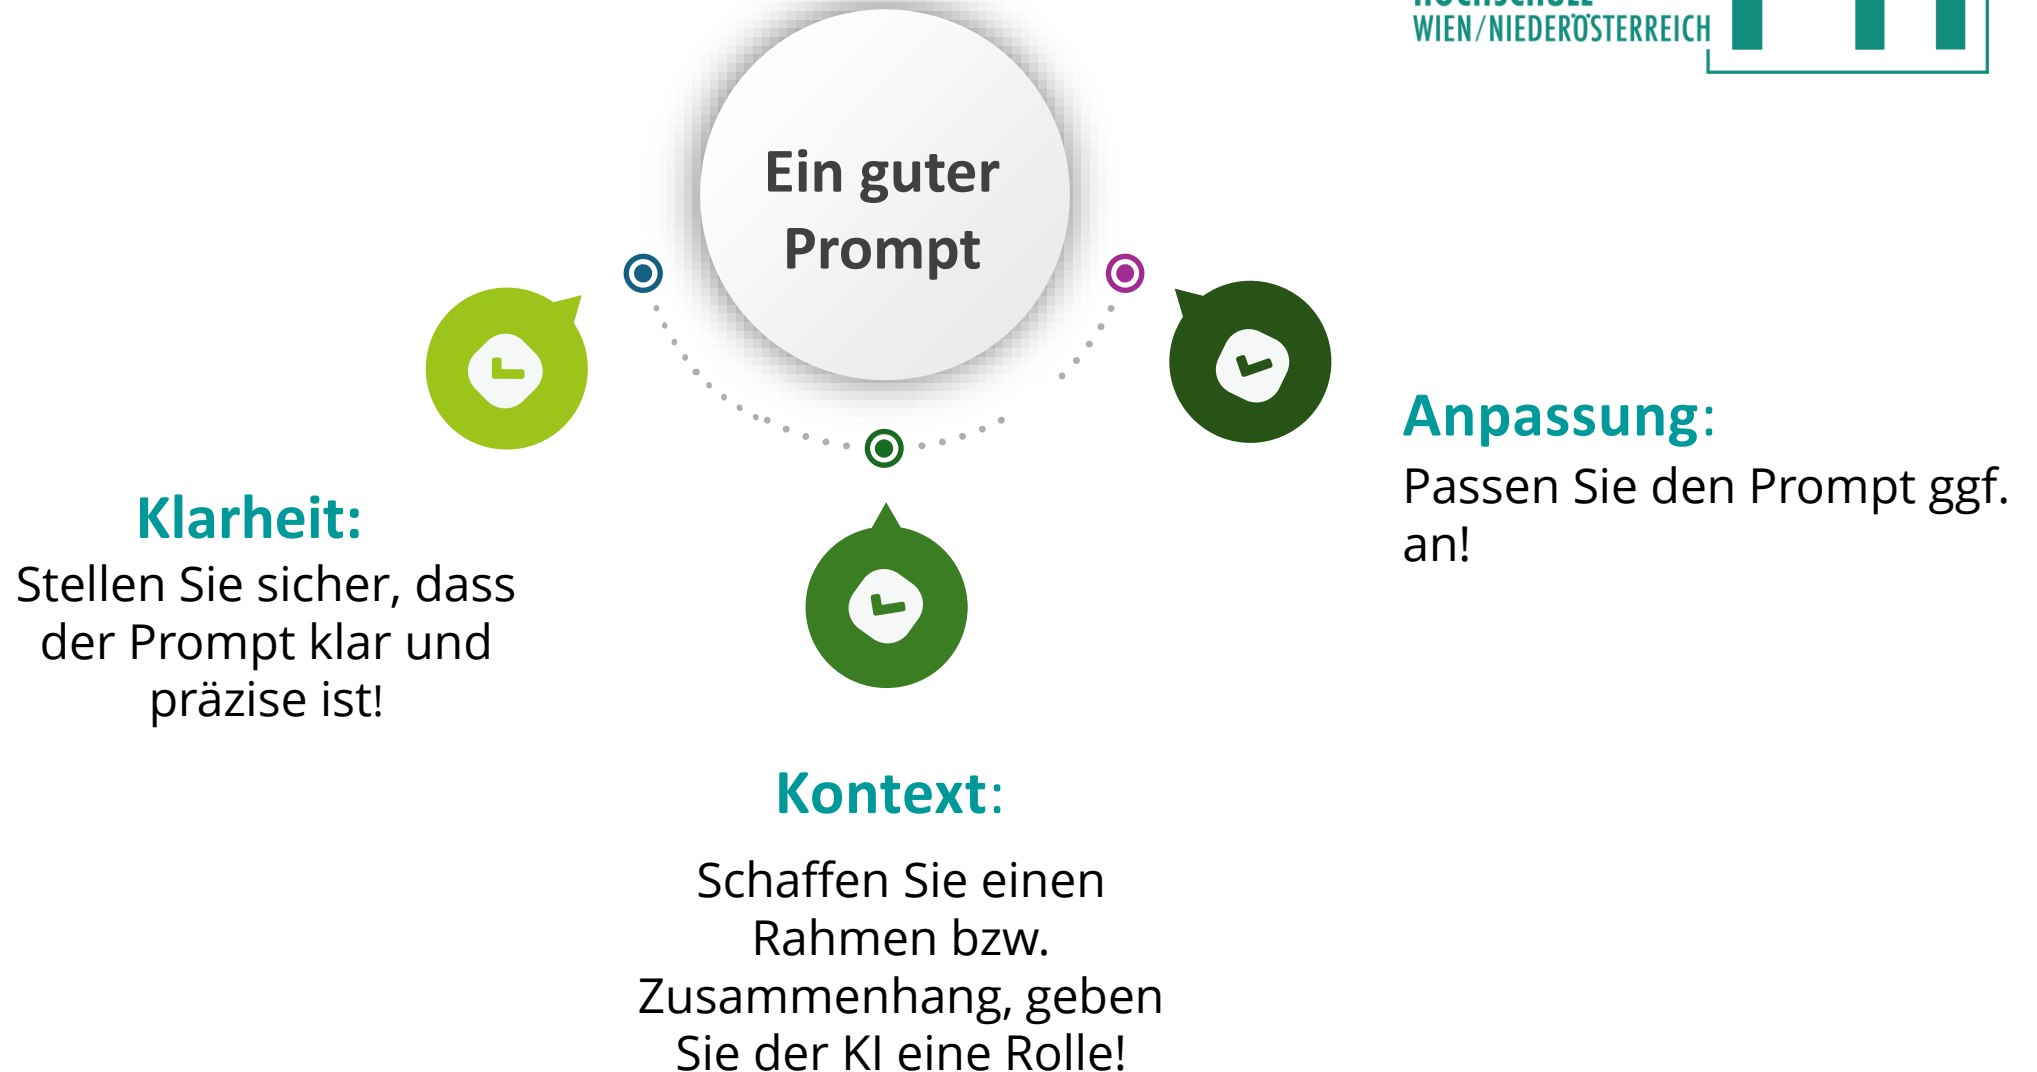 WIEN/NIEDERÖSTERREICH
Ein guter
Prompt
Klarheit:
Stellen Sie sicher, dass
der Prompt klar und
präzise ist!
Kontext:
Schaffen Sie einen
Rahmen bzw.
Zusammenhang, geben
Sie der KI eine Rolle!
Anpassung:
Passen Sie den Prompt ggf.
an!